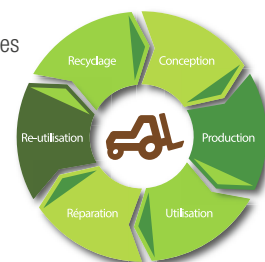 es
Recyclage
Conception
Re-utilisation
Production
Réparation
Utilisation